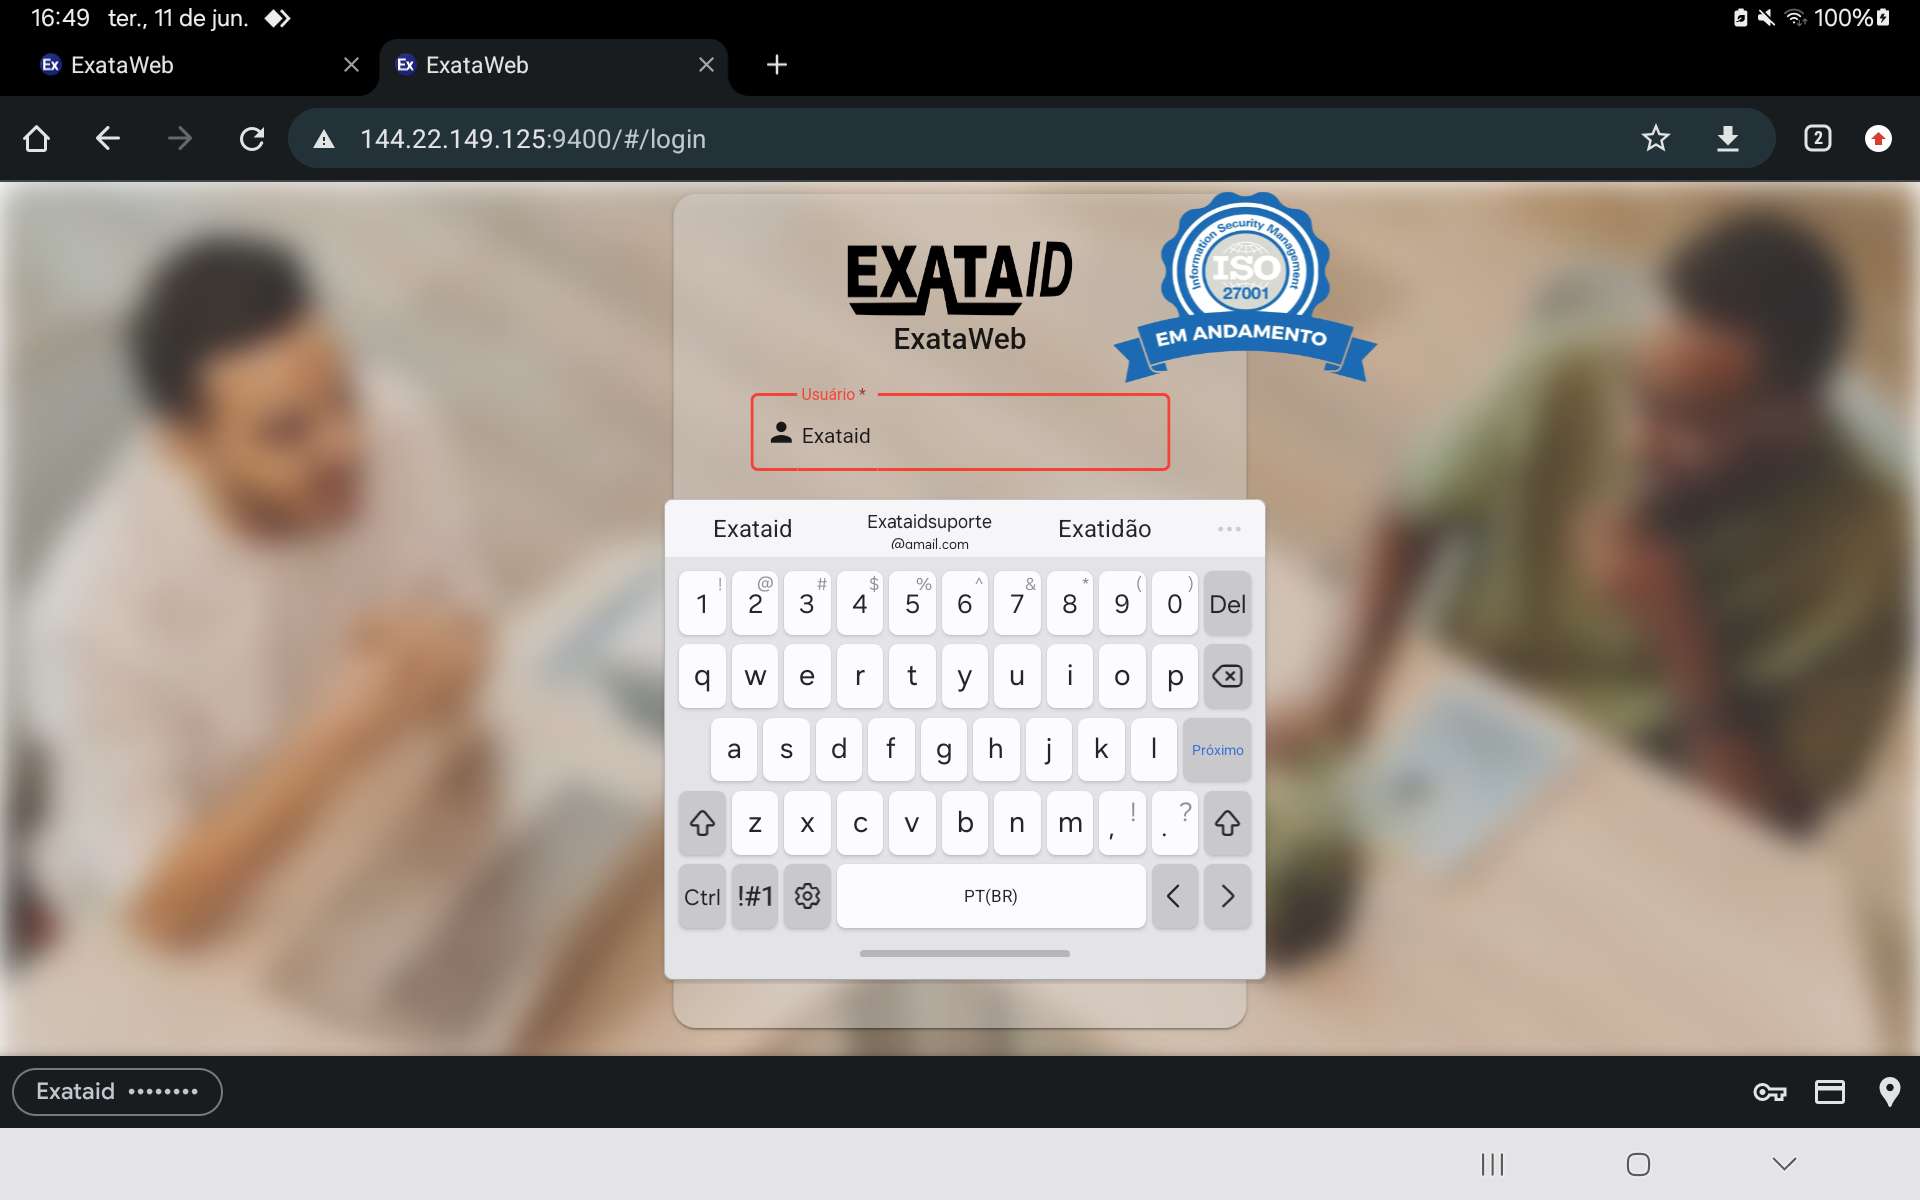 16:49 ter., 11 de jun.
100%
Ex ExataWeb
Ex ExataWeb
144.22.149.125:9400/#/login
2
EXATAID
ExataWeb
Information Security Management
ISO
27001
EM ANDAMENTO
Usuário *
Exataid
Exataid
Exataidsuporte
@gmail.com
Exatidão
1 ! 2 @ 3 # 4 $ 5 % 6 ^ 7 & 8 * 9 ( 0 ) Del
q w e r t y u i o p
a s d f g h j k l Próximo
z x c v b n m , ! . ?
Ctrl !#1 PT(BR) < >
Exataid ••••••••